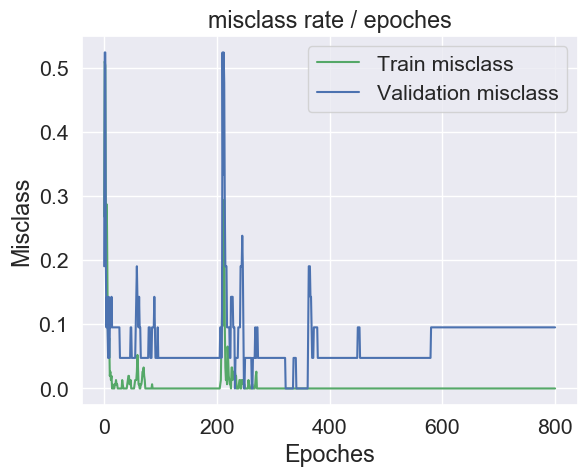 misclass rate / epoches
Train misclass
Validation misclass
0.5
0.4
0.3
0.2
0.1
0.0
Misclass
0 200 400 600 800
Epoches